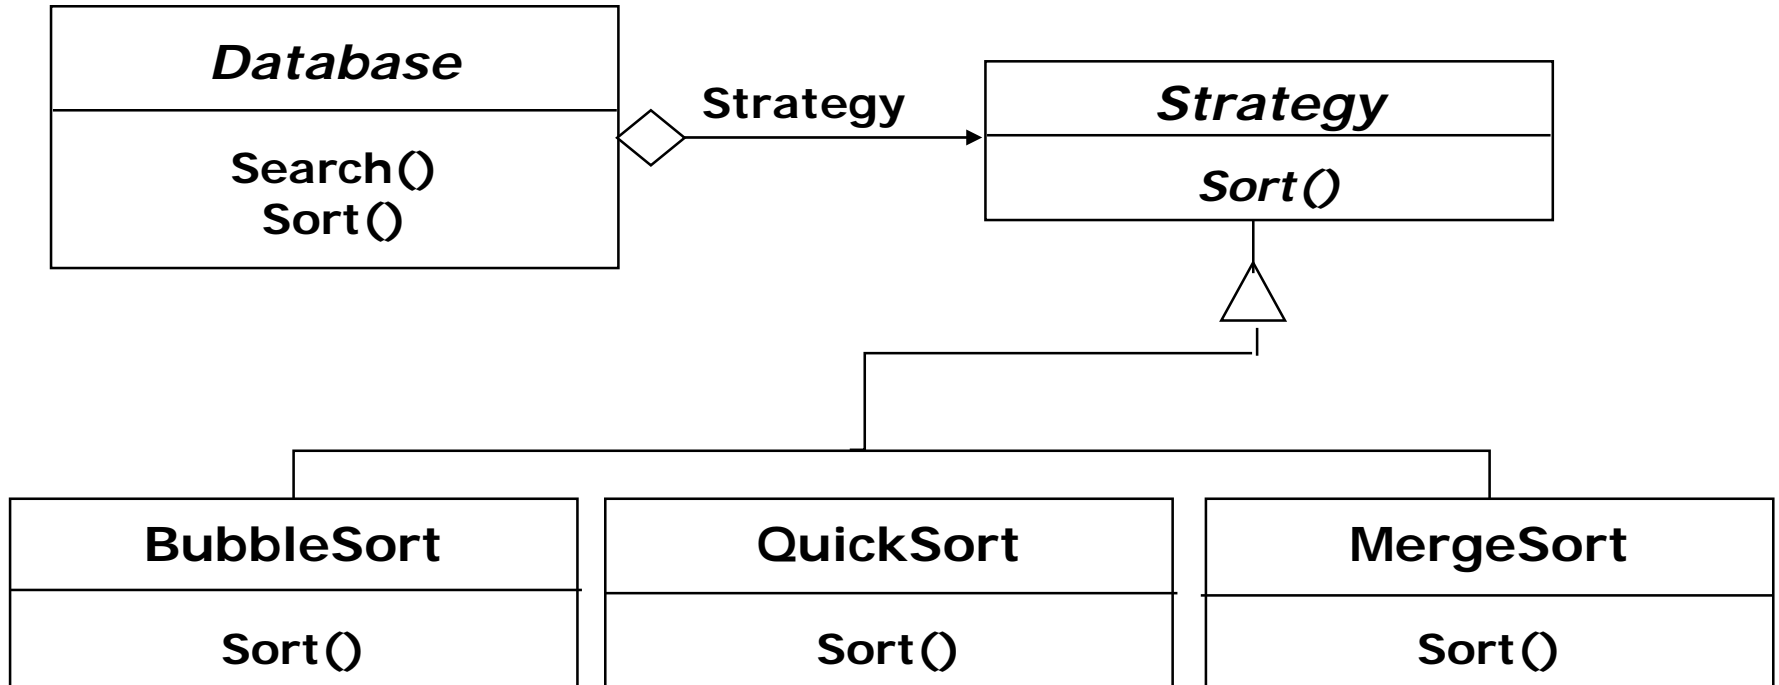 Database
Search()
Sort()
Strategy
Strategy
Sort()
BubbleSort
Sort()
QuickSort
Sort()
MergeSort
Sort()